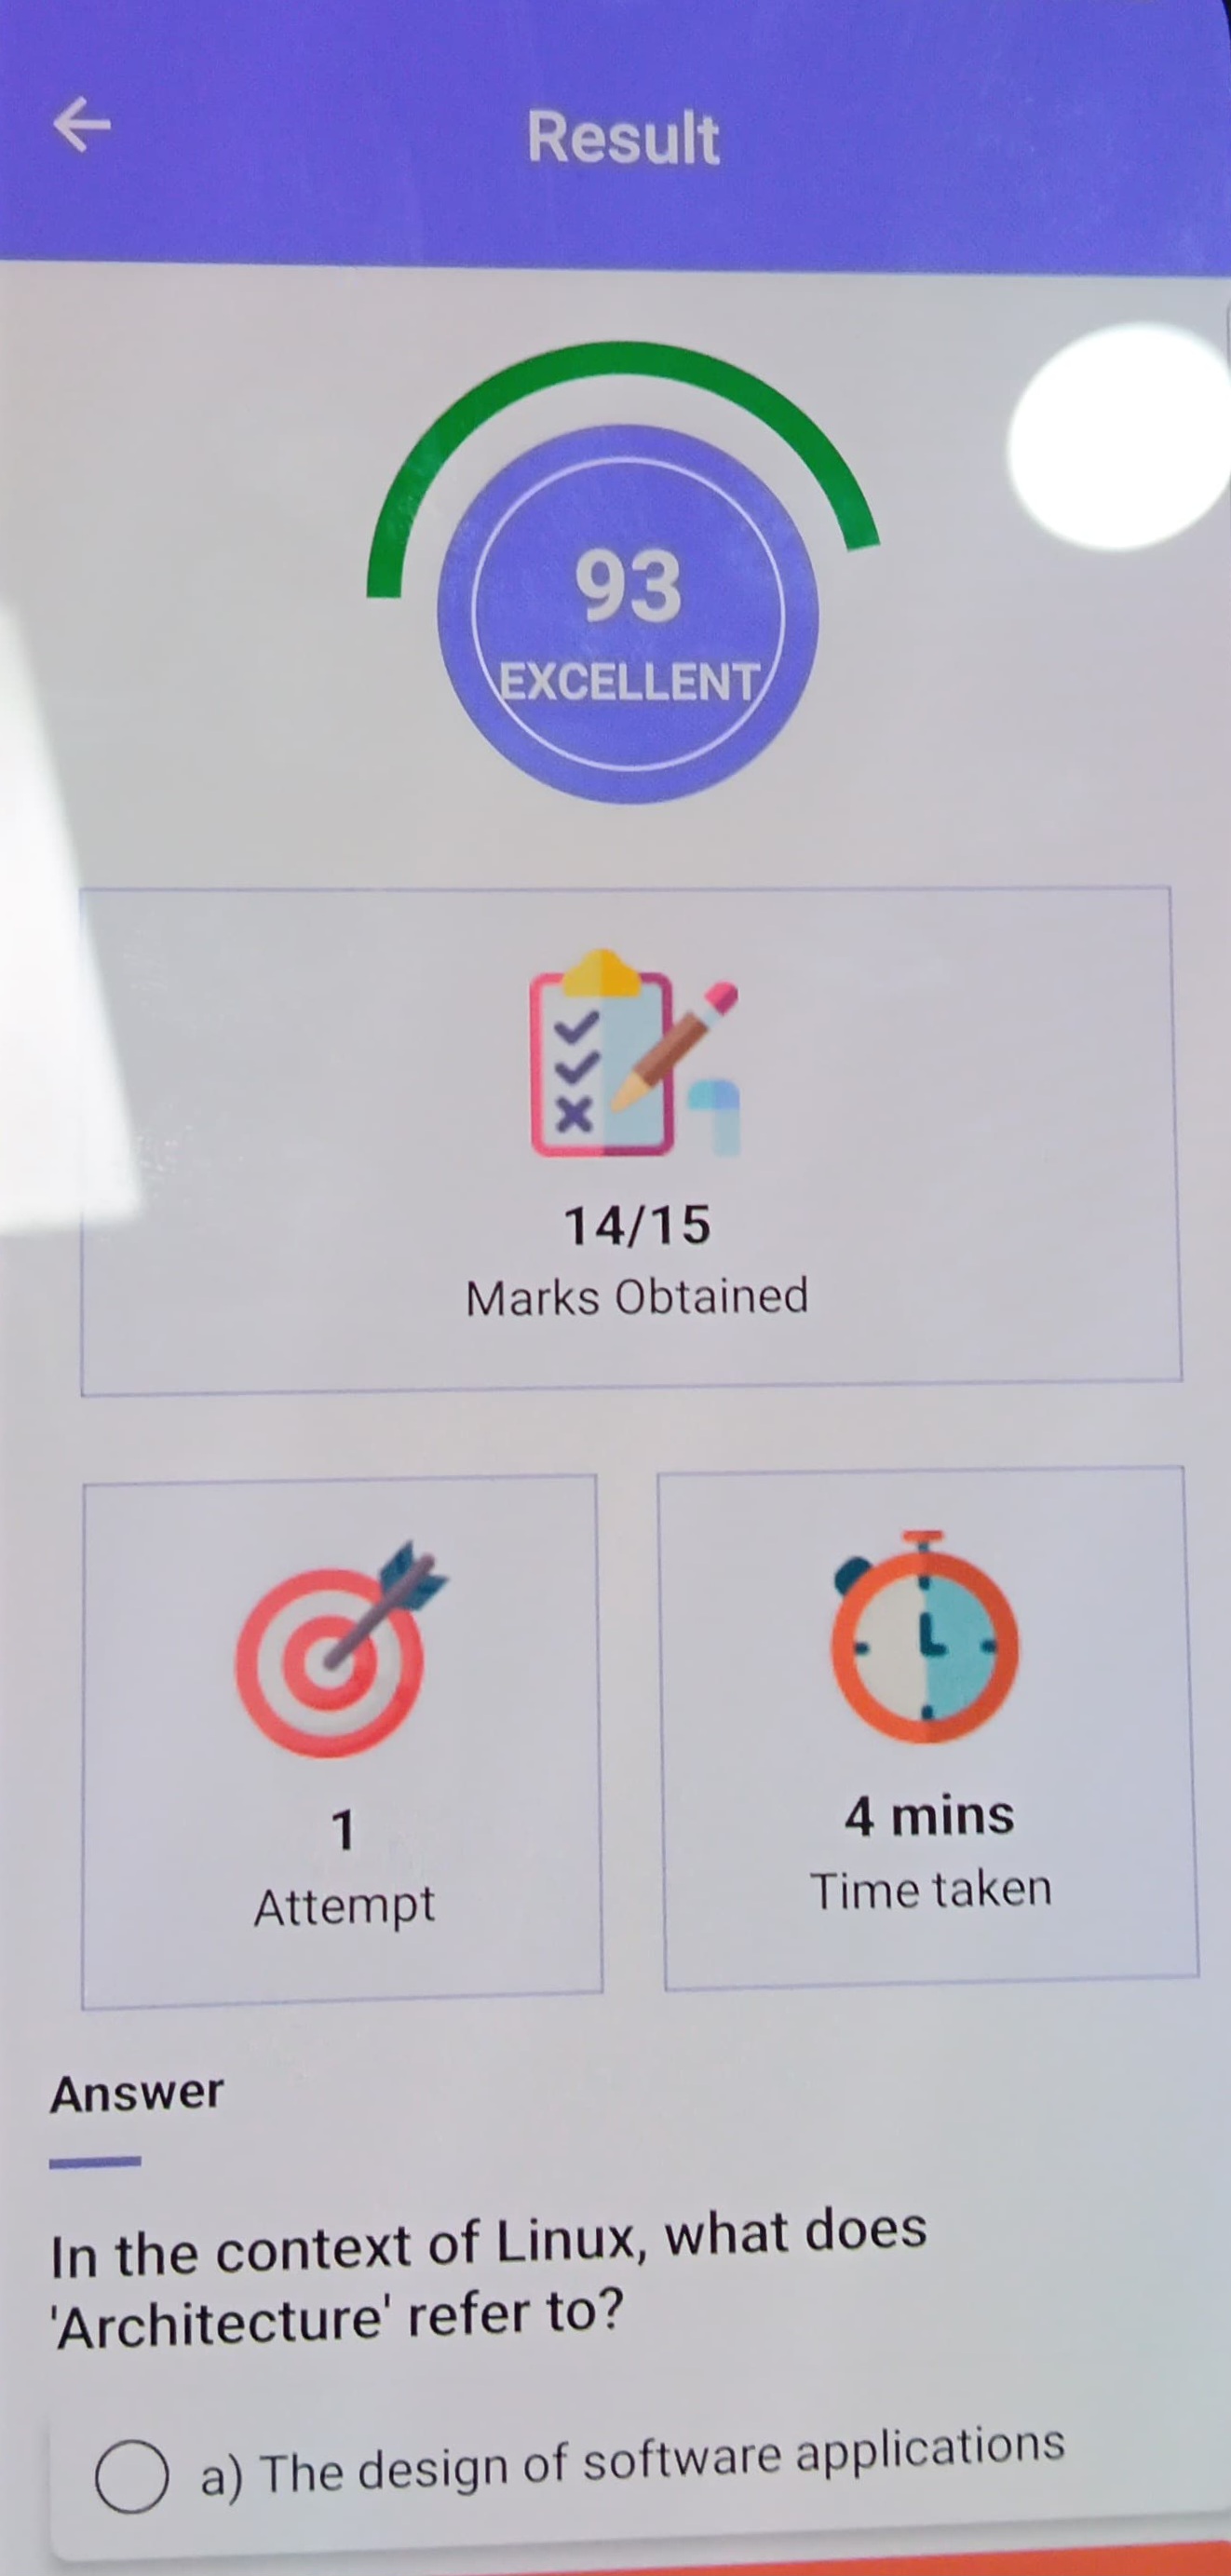 Result
93
EXCELLENT
14/15
Marks Obtained
1
Attempt
4 mins
Time taken
Answer
In the context of Linux, what does
'Architecture' refer to?
a) The design of software applications